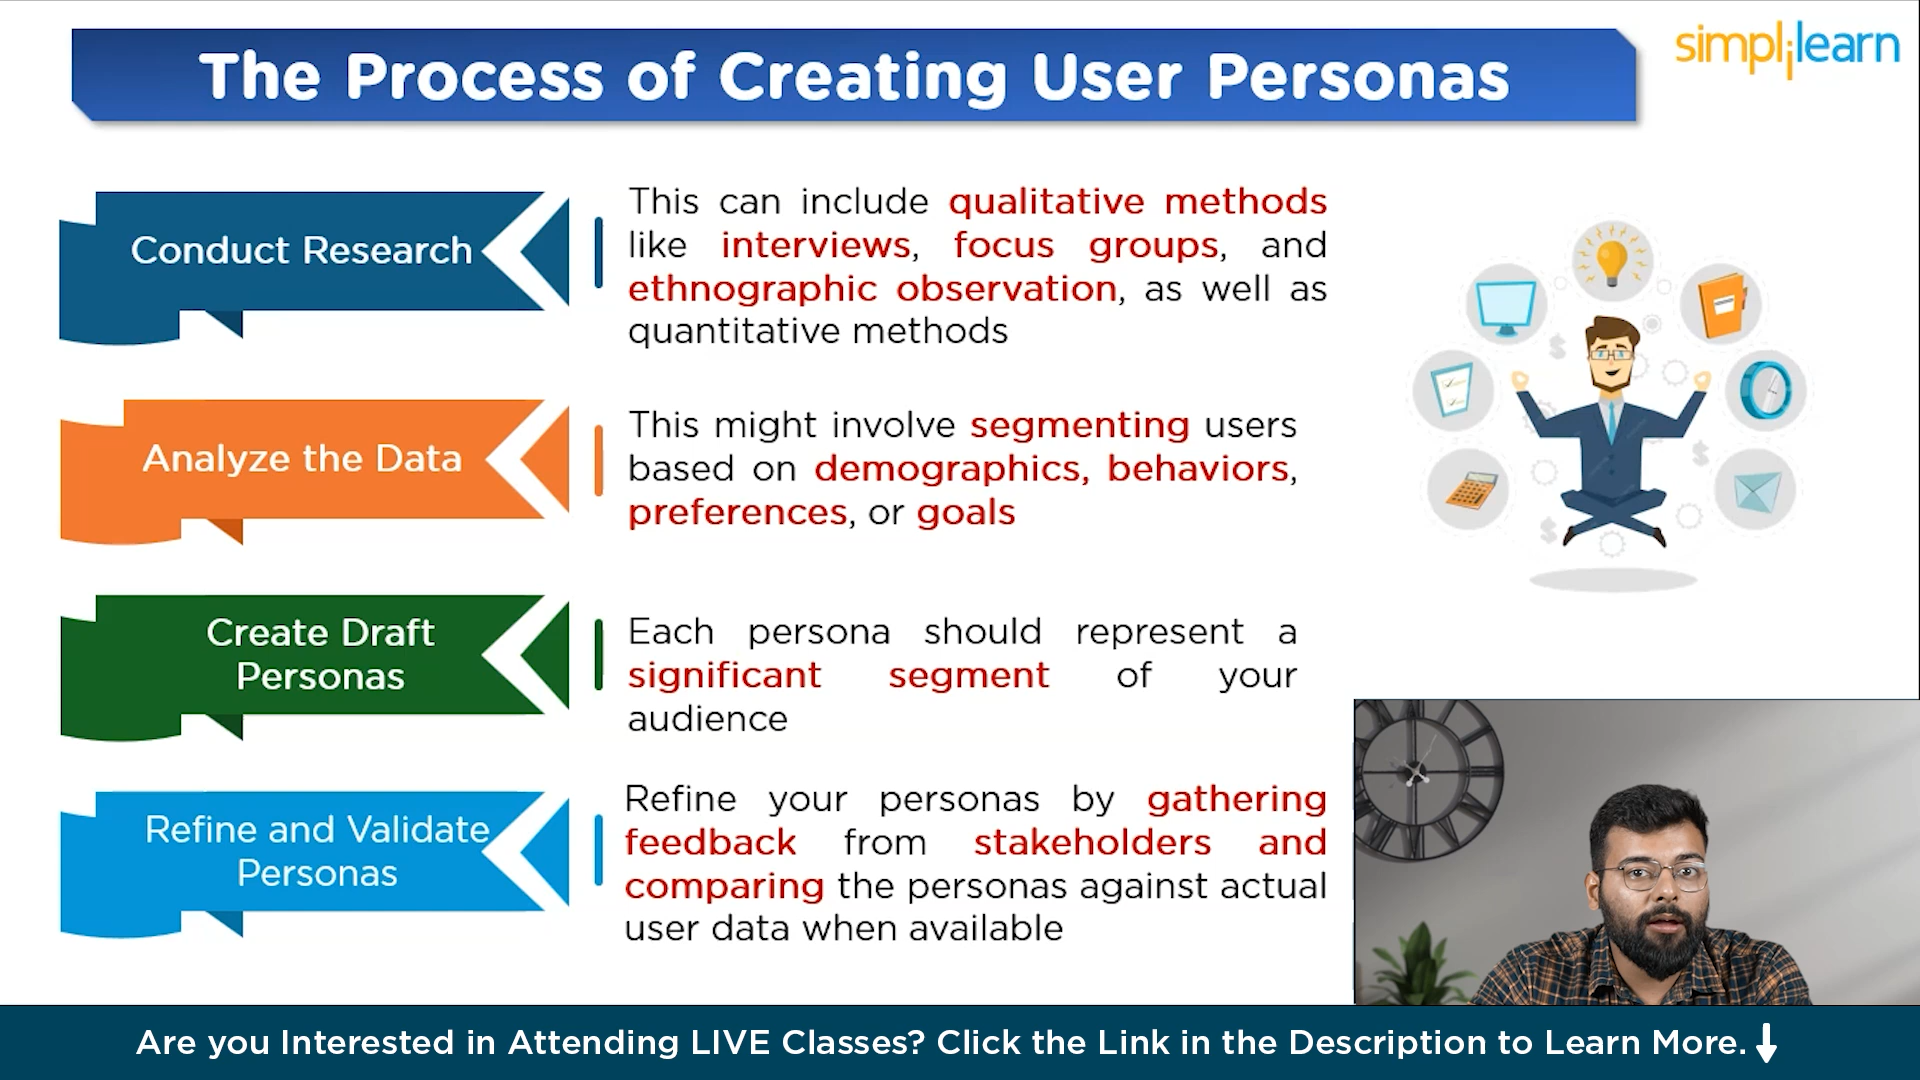 The Process of Creating User Personas
simplilearn
Conduct Research
This can include qualitative methods
like interviews, focus groups, and
ethnographic observation, as well as
quantitative methods
Analyze the Data
This might involve segmenting users
based on demographics, behaviors,
preferences, or goals
Create Draft
Personas
Each persona should represent a
significant segment of your
audience
Refine and Validate
Personas
Refine your personas by gathering
feedback from stakeholders and
comparing the personas against actual
user data when available
Are you Interested in Attending LIVE Classes? Click the Link in the Description to Learn More.